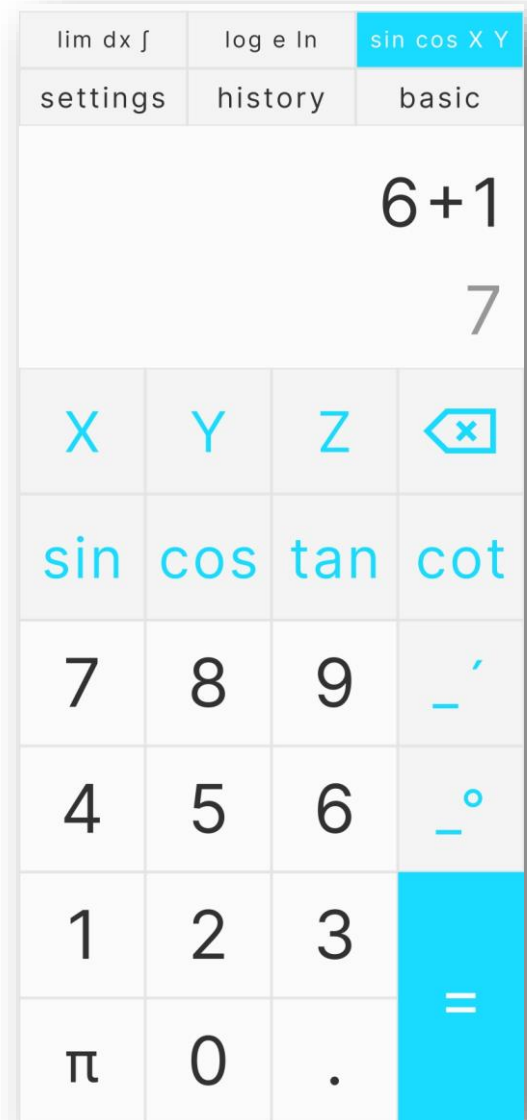 lim dx ∫ log e ln sin cos X Y
settings history basic
6+1
7
X Y Z
sin cos tan cot
7 8 9 _′
4 5 6 _°
1 2 3
=
π 0 .